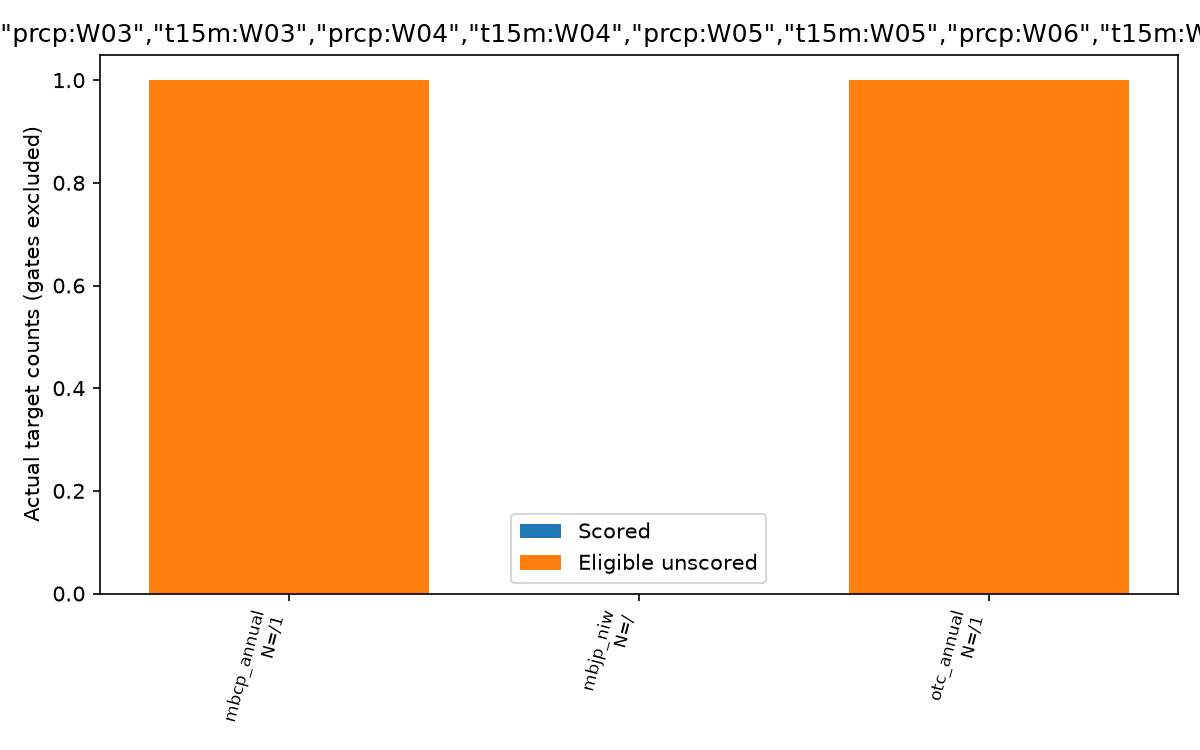 "prcp:W03","t15m:W03","prcp:W04","t15m:W04","prcp:W05","t15m:W05","prcp:W06","t15m:W
Actual target counts (gates excluded)
1.0
0.8
0.6
0.4
0.2
0.0
Scored
Eligible unscored
mbcp_annual
N=/1
mbjp_niw
N=/
otc_annual
N=/1